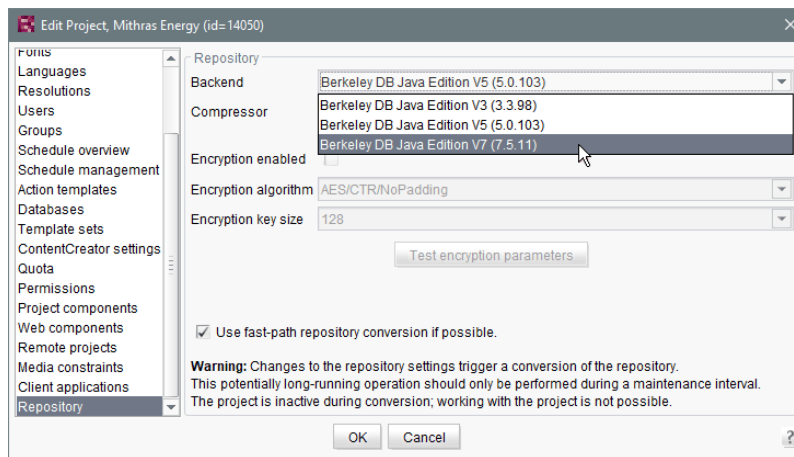 Edit Project, Mithras Energy (id=14050)
Fonts
Languages
Resolutions
Users
Groups
Schedule overview
Schedule management
Action templates
Databases
Template sets
ContentCreator settings
Quota
Permissions
Project components
Web components
Remote projects
Media constraints
Client applications
Repository
Repository
Backend
Berkeley DB Java Edition V5 (5.0.103)
Compressor
Berkeley DB Java Edition V3 (3.3.98)
Berkeley DB Java Edition V5 (5.0.103)
Berkeley DB Java Edition V7 (7.5.11)
Encryption enabled
Encryption algorithm
AES/CTR/NoPadding
Encryption key size
128
Test encryption parameters
Use fast-path repository conversion if possible.
Warning: Changes to the repository settings trigger a conversion of the repository.
This potentially long-running operation should only be performed during a maintenance interval.
The project is inactive during conversion; working with the project is not possible.
OK
Cancel
?